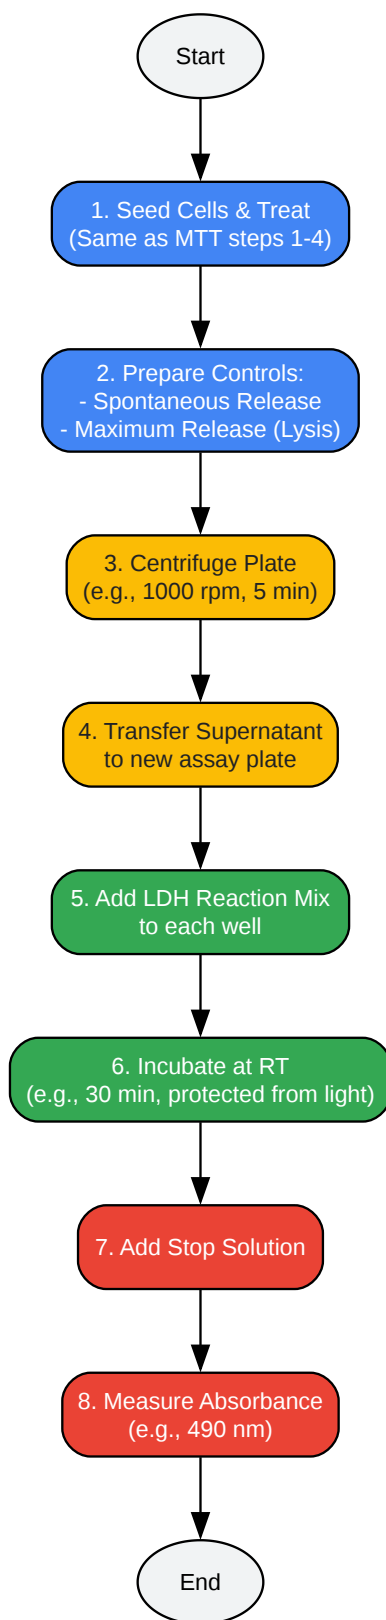 Start
1. Seed Cells & Treat
(Same as MTT steps 1-4)
2. Prepare Controls:
- Spontaneous Release
- Maximum Release (Lysis)
3. Centrifuge Plate
(e.g., 1000 rpm, 5 min)
4. Transfer Supernatant
to new assay plate
5. Add LDH Reaction Mix
to each well
6. Incubate at RT
(e.g., 30 min, protected from light)
7. Add Stop Solution
8. Measure Absorbance
(e.g., 490 nm)
End